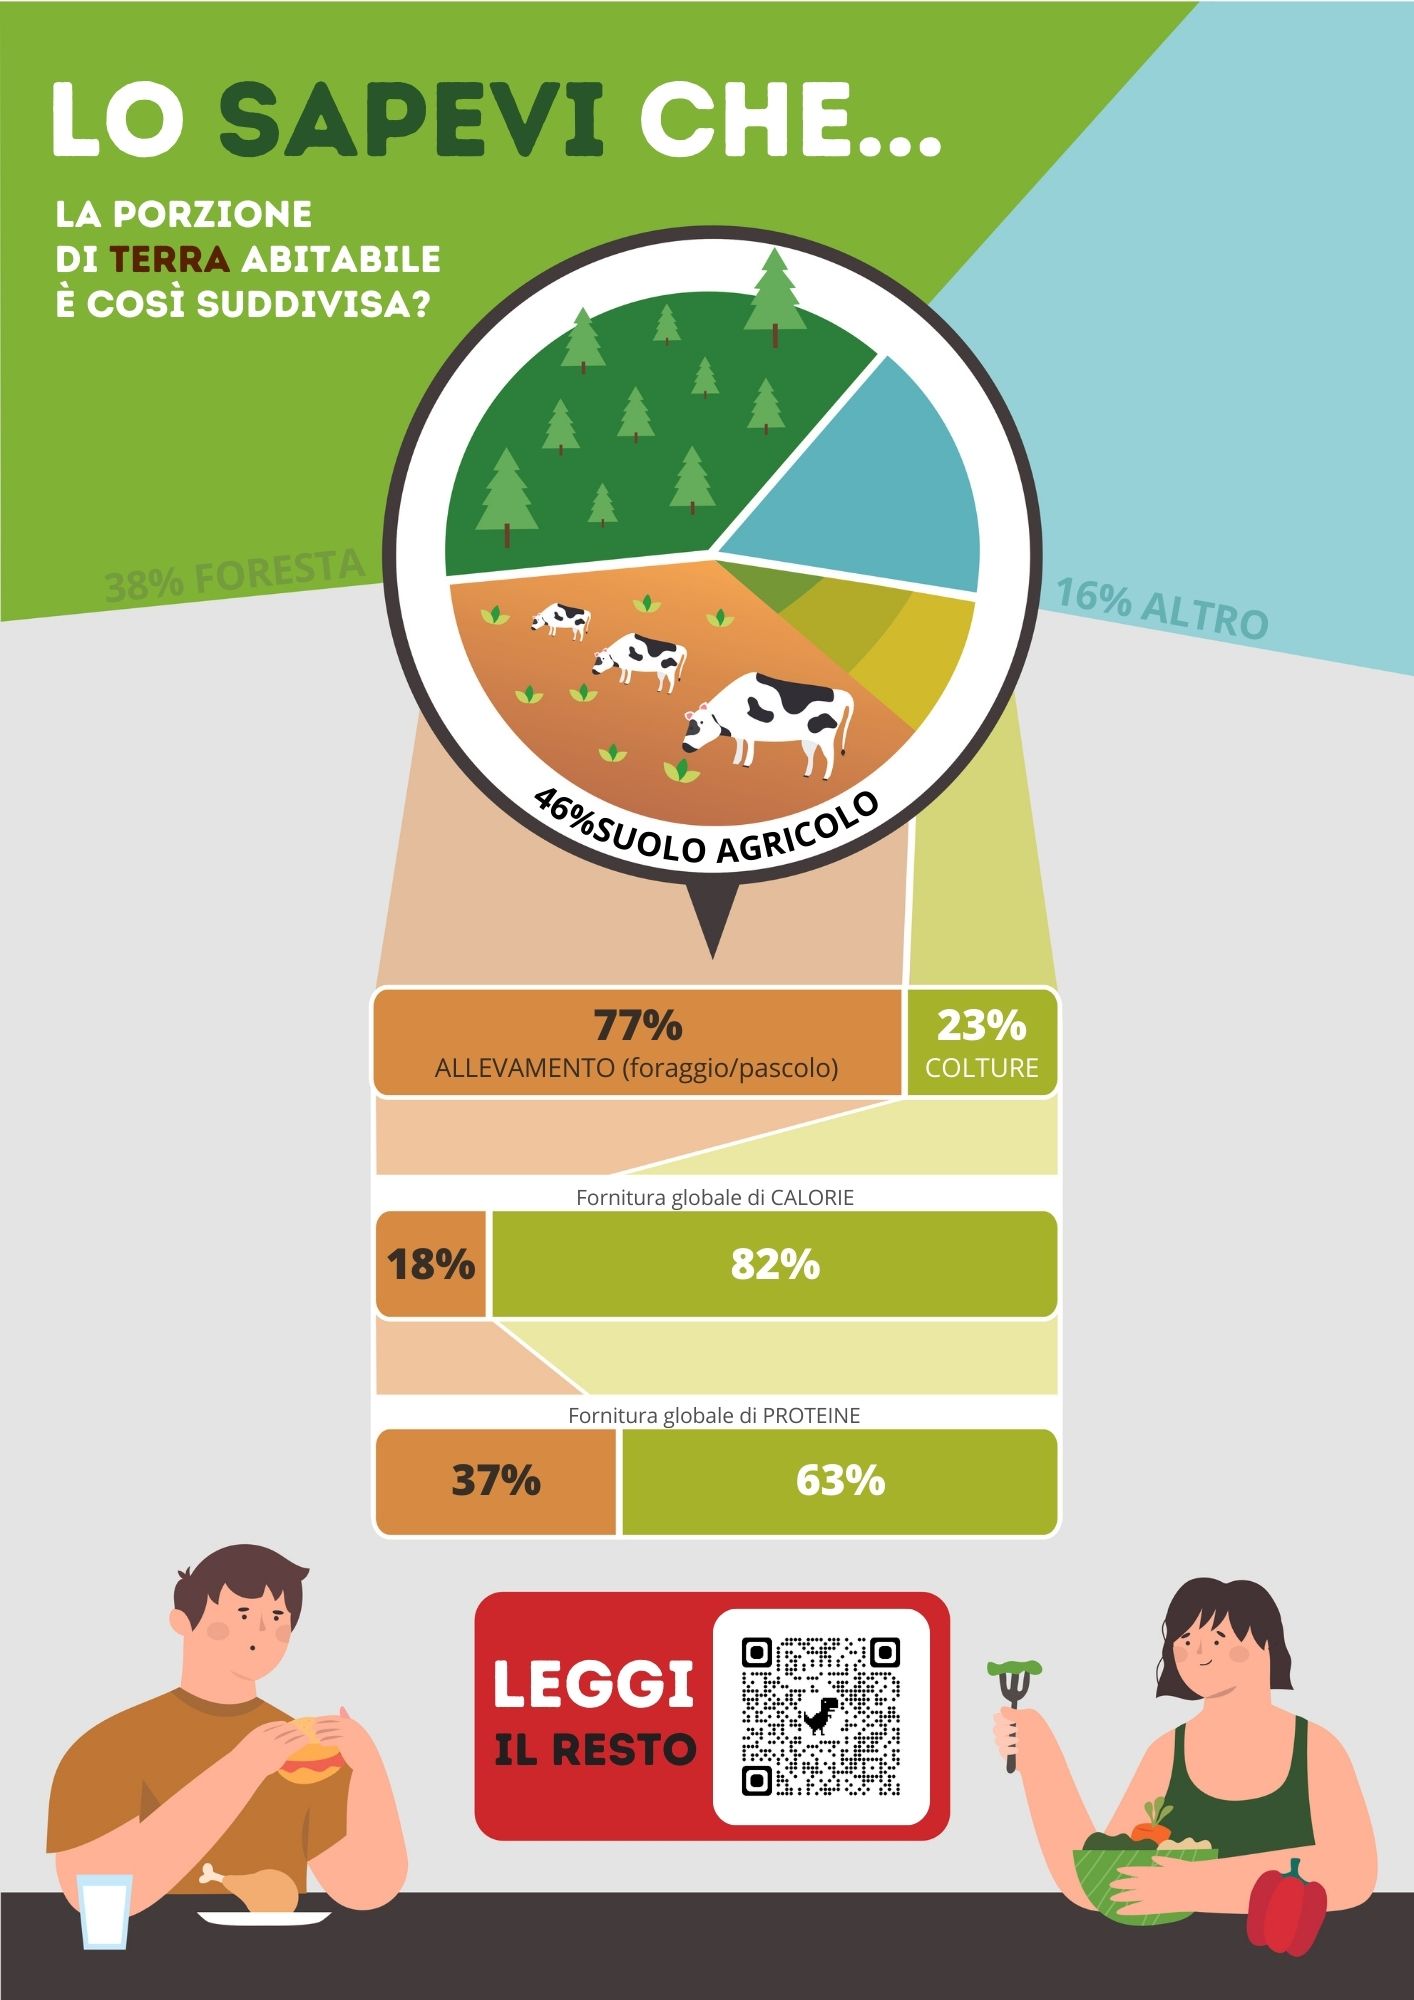 LO SAPEVI CHE...
LA PORZIONE
DI TERRA ABITABILE
È COSÌ SUDDIVISA?
38% FORESTA
16% ALTRO
46%SUOLO AGRICOLO
77%
ALLEVAMENTO (foraggio/pascolo)
23%
COLTURE
Fornitura globale di CALORIE
18%
82%
Fornitura globale di PROTEINE
37%
63%
LEGGI
IL RESTO